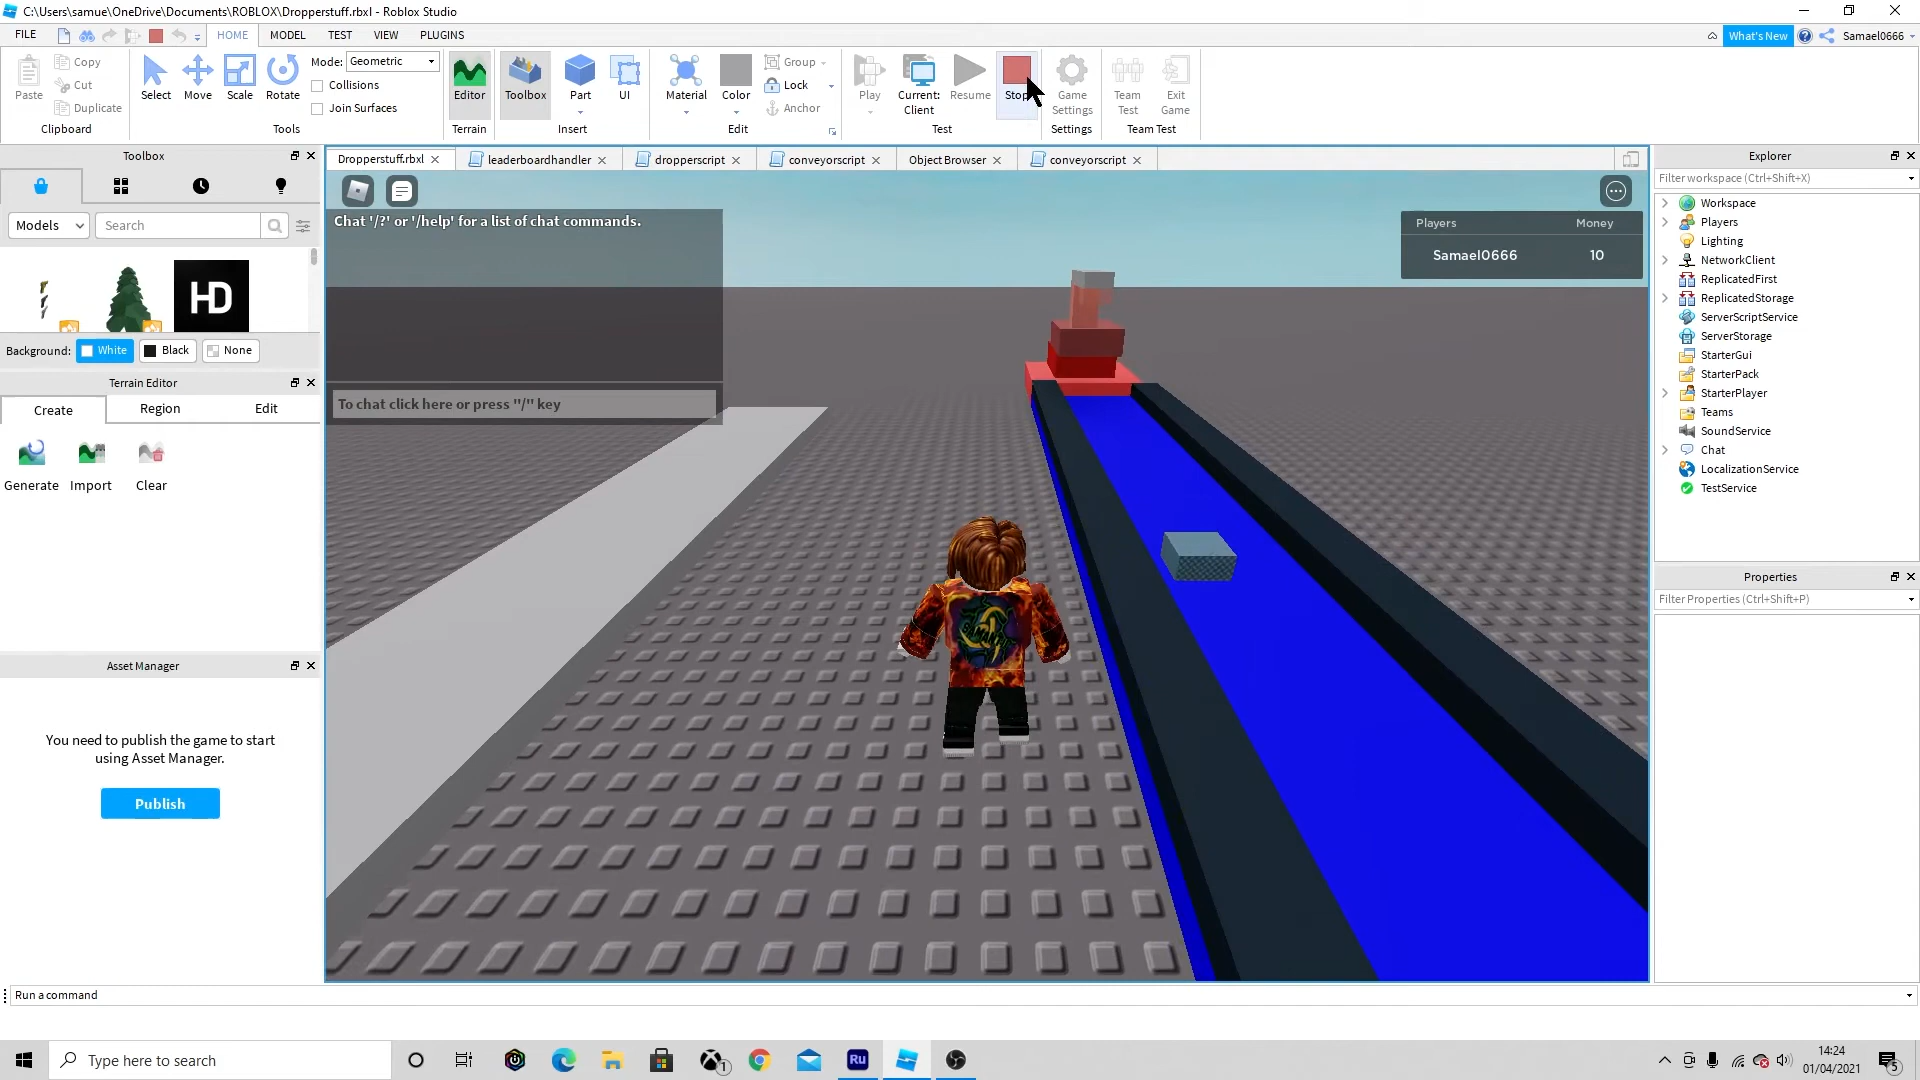 C:\Users\samue\OneDrive\Documents\ROBLOX\Dropperstuff.rbxl - Roblox Studio
FILE HOME MODEL TEST VIEW PLUGINS What's New Samael0666
Paste
Copy
Cut
Duplicate
Clipboard
Select Move Scale Rotate
Mode: Geometric
Collisions
Join Surfaces
Tools
Editor
Terrain
Toolbox Part UI
Insert
Material Color
Group
Lock
Anchor
Edit
Play Current: Client Resume Stop
Test
Game Settings
Settings
Team Test Exit Game
Team Test
Toolbox
Models Search
HD
Background: White Black None
Terrain Editor
Create Region Edit
Generate Import Clear
Asset Manager
You need to publish the game to start
using Asset Manager.
Publish
Dropperstuff.rbxl leaderboardhandler dropperscript conveyorscript Object Browser conveyorscript
Chat '/?' or '/help' for a list of chat commands.
To chat click here or press "/" key
Players Money
Samael0666 10
Explorer
Filter workspace (Ctrl+Shift+X)
Workspace
Players
Lighting
NetworkClient
ReplicatedFirst
ReplicatedStorage
ServerScriptService
ServerStorage
StarterGui
StarterPack
StarterPlayer
Teams
SoundService
Chat
LocalizationService
TestService
Properties
Filter Properties (Ctrl+Shift+P)
Run a command
Type here to search
1
Ru
14:24
01/04/2021
5